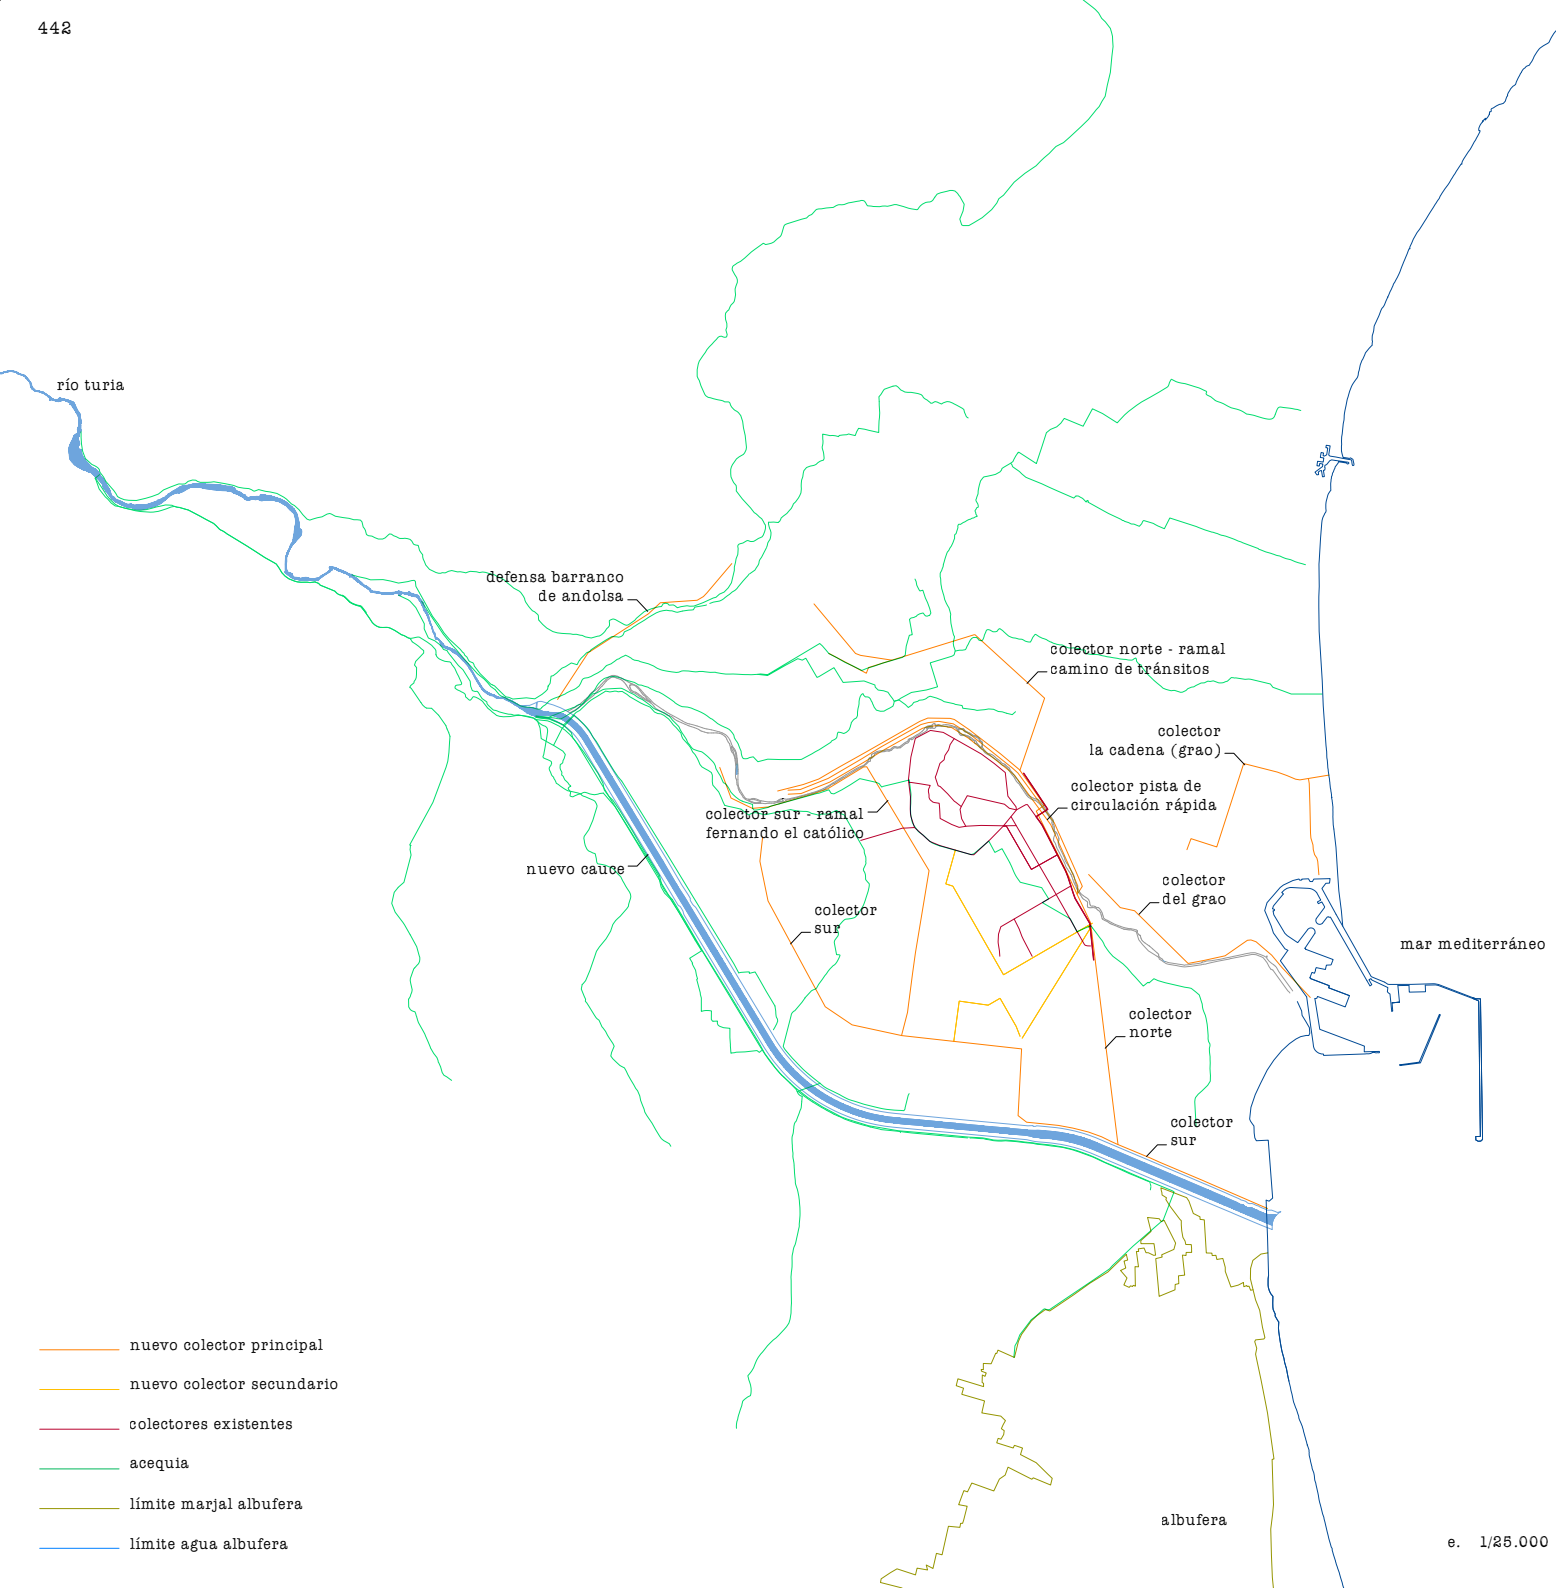 442
río turia
defensa barranco
de andolsa
colector norte - ramal
camino de tránsitos
colector
la cadena (grao)
colector pista de
circulación rápida
colector sur - ramal
fernando el católico
nuevo cauce
colector
del grao
colector
sur
mar mediterráneo
colector
norte
colector
sur
nuevo colector principal
nuevo colector secundario
colectores existentes
acequia
límite marjal albufera
límite agua albufera
albufera
e. 1/25.000